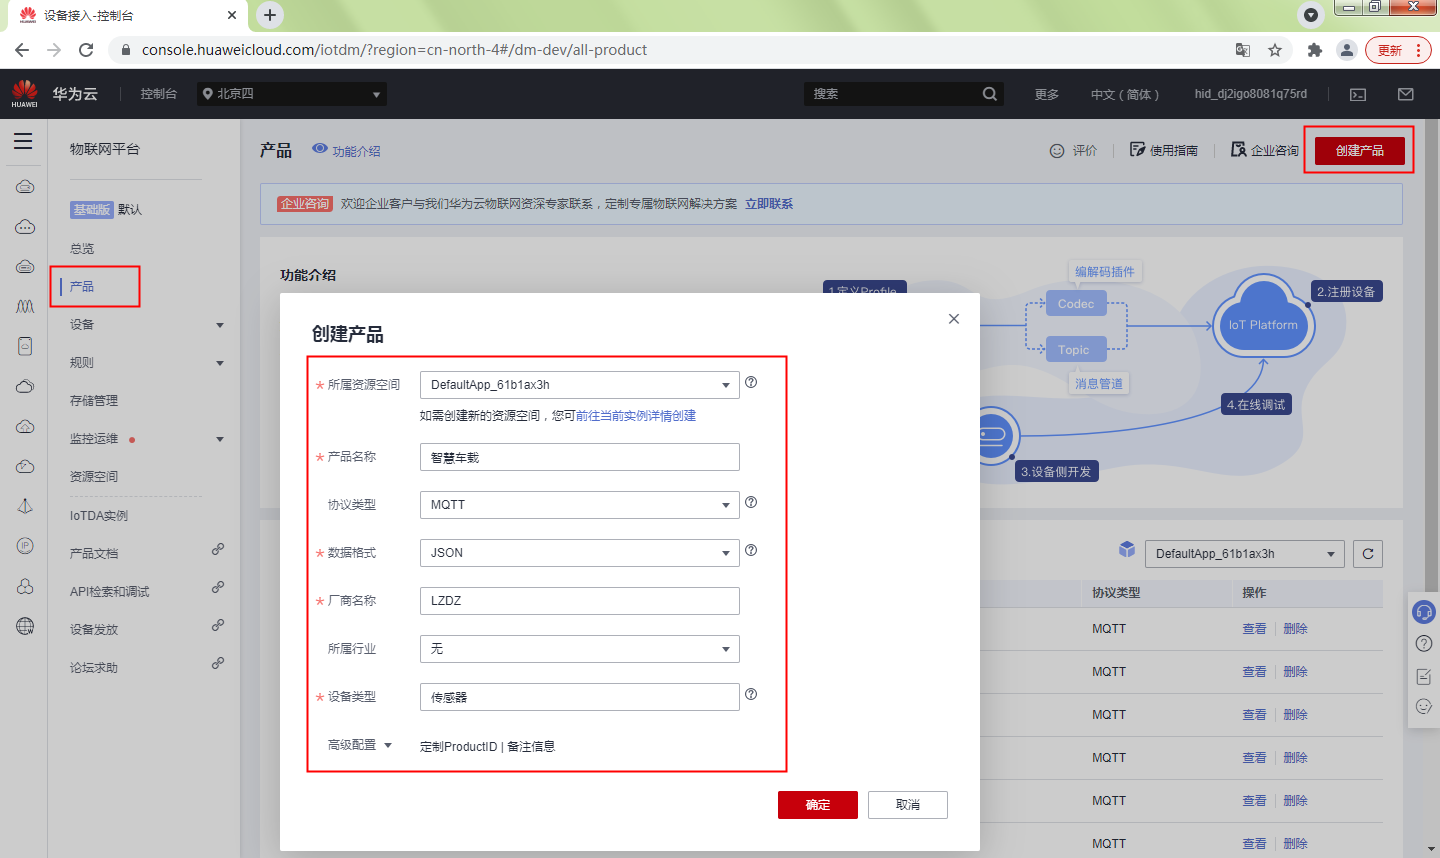 设备接入-控制台
console.huaweicloud.com/iotdm/?region=cn-north-4#/dm-dev/all-product
更新
HUAWEI
华为云
控制台
北京四
搜索
更多
中文（简体）
hid_dj2igo8081q75rd
物联网平台
基础版 默认
总览
产品
设备
规则
存储管理
监控运维
资源空间
IoTDA实例
产品文档
API检索和调试
设备发放
论坛求助
产品
功能介绍
评价
使用指南
企业咨询
创建产品
企业咨询 欢迎企业客户与我们华为云物联网资深专家联系，定制专属物联网解决方案 立即联系
功能介绍
1.定义Profile
编解码插件
Codec
Topic
消息管道
IoT Platform
2.注册设备
4.在线调试
3.设备侧开发
创建产品
* 所属资源空间 DefaultApp_61b1ax3h
如需创建新的资源空间，您可前往当前实例详情创建
* 产品名称 智慧车载
协议类型 MQTT
* 数据格式 JSON
* 厂商名称 LZDZ
所属行业 无
* 设备类型 传感器
高级配置 定制ProductID | 备注信息
确定 取消
DefaultApp_61b1ax3h
协议类型 操作
MQTT 查看 删除
MQTT 查看 删除
MQTT 查看 删除
MQTT 查看 删除
MQTT 查看 删除
MQTT 查看 删除